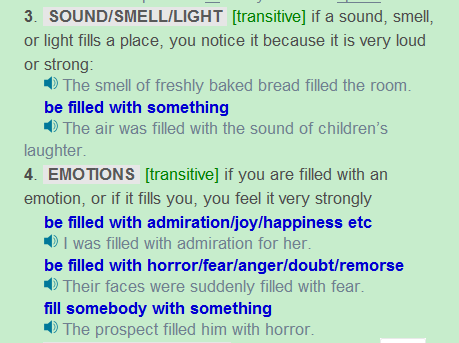 3. SOUND/SMELL/LIGHT [transitive] if a sound, smell,
or light fills a place, you notice it because it is very loud
or strong:
The smell of freshly baked bread filled the room.
be filled with something
The air was filled with the sound of children’s
laughter.
4. EMOTIONS [transitive] if you are filled with an
emotion, or if it fills you, you feel it very strongly
be filled with admiration/joy/happiness etc
I was filled with admiration for her.
be filled with horror/fear/anger/doubt/remorse
Their faces were suddenly filled with fear.
fill somebody with something
The prospect filled him with horror.